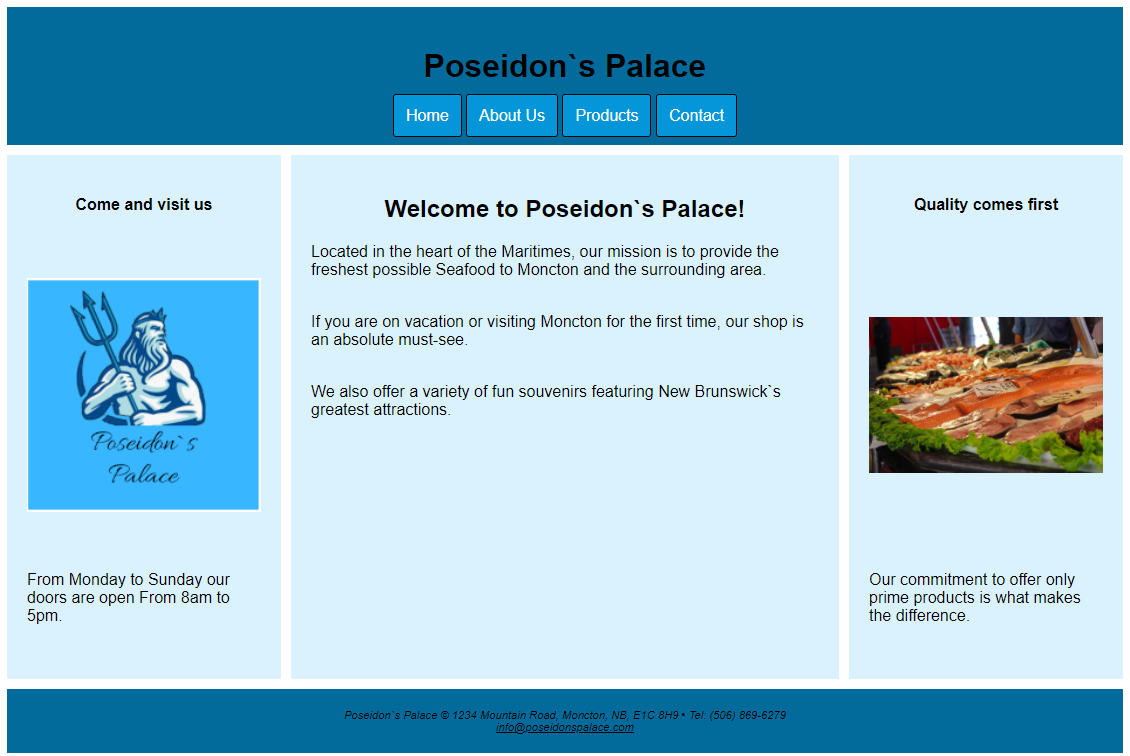 Poseidon`s Palace
Home
About Us
Products
Contact
Come and visit us
Poseidon`s
Palace
From Monday to Sunday our
doors are open From 8am to
5pm.
Welcome to Poseidon`s Palace!
Located in the heart of the Maritimes, our mission is to provide the
freshest possible Seafood to Moncton and the surrounding area.
If you are on vacation or visiting Moncton for the first time, our shop is
an absolute must-see.
We also offer a variety of fun souvenirs featuring New Brunswick`s
greatest attractions.
Quality comes first
Our commitment to offer only
prime products is what makes
the difference.
Poseidon`s Palace © 1234 Mountain Road, Moncton, NB, E1C 8H9 • Tel: (506) 869-6279
info@poseidonspalace.com